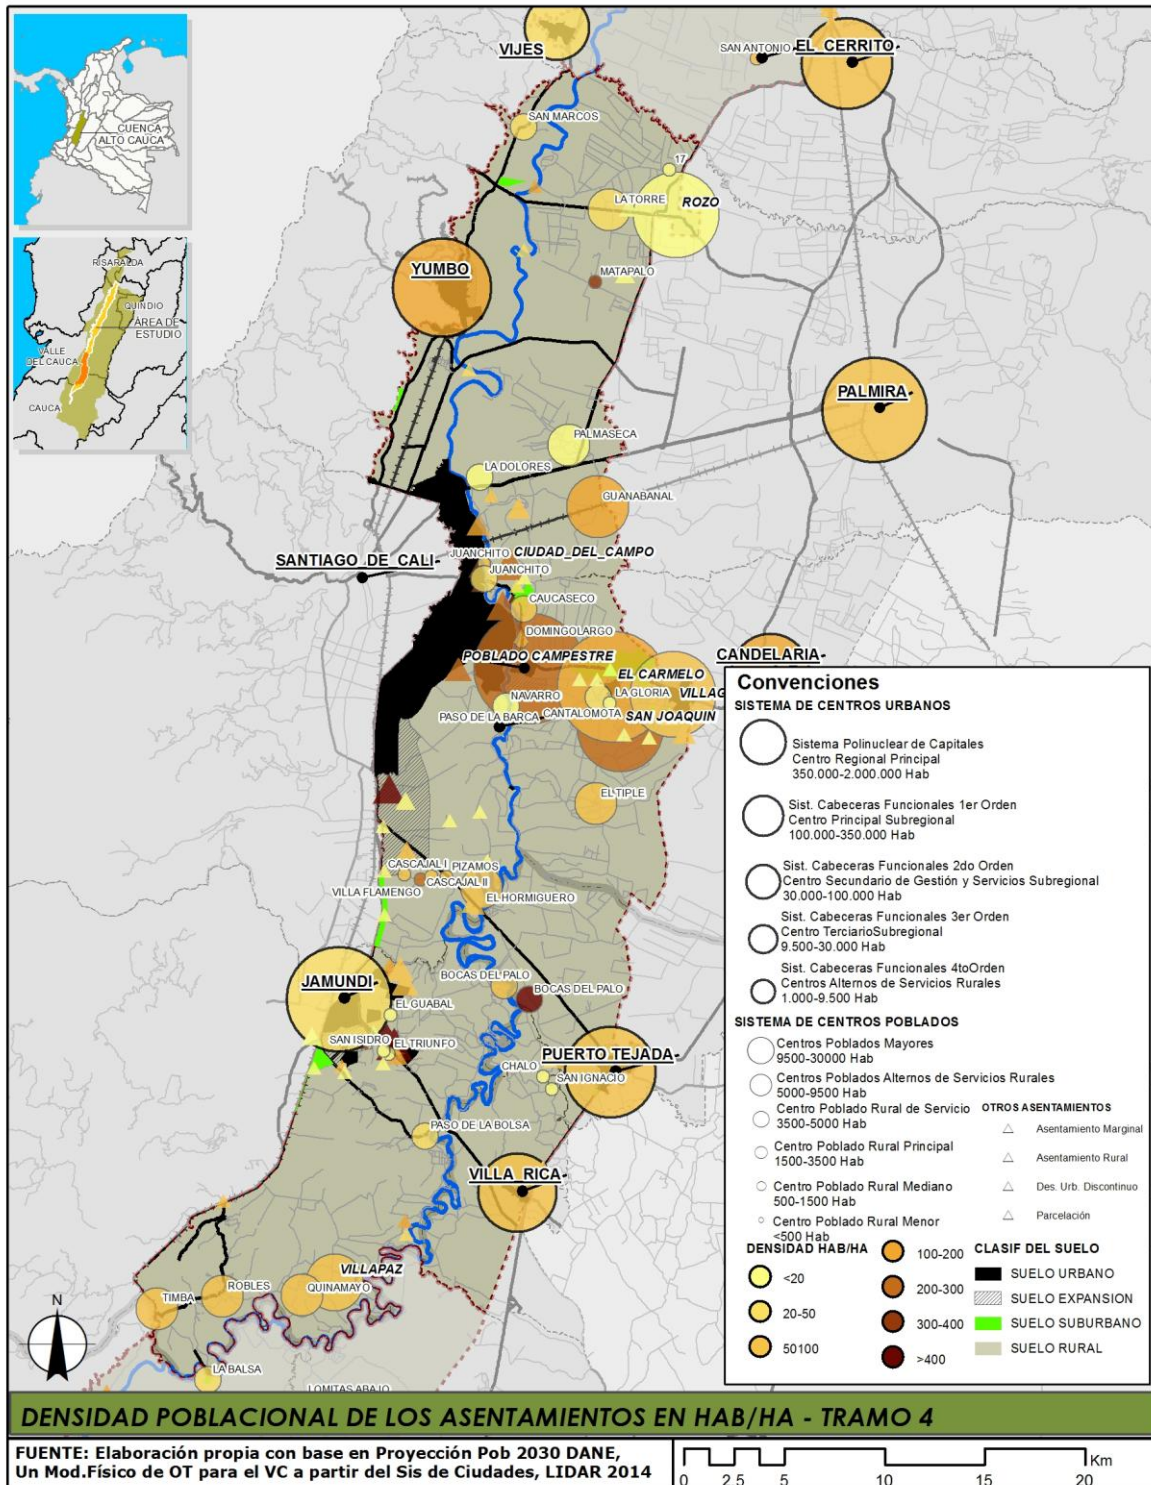 VIJES
SAN ANTONIO
EL_CERRITO
CUENCA
ALTO CAUCA
SAN MARCOS
17
LA TORRE
ROZO
RISARALDA
QUINDIO
ÁREA DE
ESTUDIO
VALLE
DEL CAUCA
CAUCA
YUMBO
MATAPALO
PALMIRA
PALMASECA
LA DOLORES
GUANABANAL
SANTIAGO_DE_CALI
JUANCHITO
CIUDAD_DEL_CAMPO
JUANCHITO
CAUCASECO
DOMINGOLARGO
POBLADO CAMPESTRE
CANDELARIA
EL CARMELO
NAVARRO
LA GLORIA
VILLAG
PASO DE LA BARCA
CANTALOMOTA
SAN JOAQUIN
EL TIPLE
CASCAJAL I
PIZAMOS
CASCAJAL II
VILLA FLAMENGO
EL HORMIGUERO
BOCAS DEL PALO
BOCAS DEL PALO
JAMUNDI
EL GUABAL
SAN ISIDRO
EL TRIUNFO
PUERTO TEJADA
CHALO
SAN IGNACIO
PASO DE LA BOLSA
VILLA_RICA
VILLAPAZ
ROBLES
QUINAMAYO
TIMBA
LA BALSA
LOMITAS ABAJO
N
Convenciones
SISTEMA DE CENTROS URBANOS
Sistema Polinuclear de Capitales
Centro Regional Principal
350.000-2.000.000 Hab
Sist. Cabeceras Funcionales 1er Orden
Centro Principal Subregional
100.000-350.000 Hab
Sist. Cabeceras Funcionales 2do Orden
Centro Secundario de Gestión y Servicios Subregional
30.000-100.000 Hab
Sist. Cabeceras Funcionales 3er Orden
Centro TerciarioSubregional
9.500-30.000 Hab
Sist. Cabeceras Funcionales 4toOrden
Centros Alternos de Servicios Rurales
1.000-9.500 Hab
SISTEMA DE CENTROS POBLADOS
Centros Poblados Mayores
9500-30000 Hab
Centros Poblados Alternos de Servicios Rurales
5000-9500 Hab
Centro Poblado Rural de Servicio
3500-5000 Hab
Centro Poblado Rural Principal
1500-3500 Hab
Centro Poblado Rural Mediano
500-1500 Hab
Centro Poblado Rural Menor
<500 Hab
OTROS ASENTAMIENTOS
Asentamiento Marginal
Asentamiento Rural
Des. Urb. Discontinuo
Parcelación
DENSIDAD HAB/HA
<20
20-50
50100
100-200
200-300
300-400
>400
CLASIF DEL SUELO
SUELO URBANO
SUELO EXPANSION
SUELO SUBURBANO
SUELO RURAL
DENSIDAD POBLACIONAL DE LOS ASENTAMIENTOS EN HAB/HA - TRAMO 4
FUENTE: Elaboración propia con base en Proyección Pob 2030 DANE,
Un Mod.Físico de OT para el VC a partir del Sis de Ciudades, LIDAR 2014
0 2.5 5 10 15 20 Km